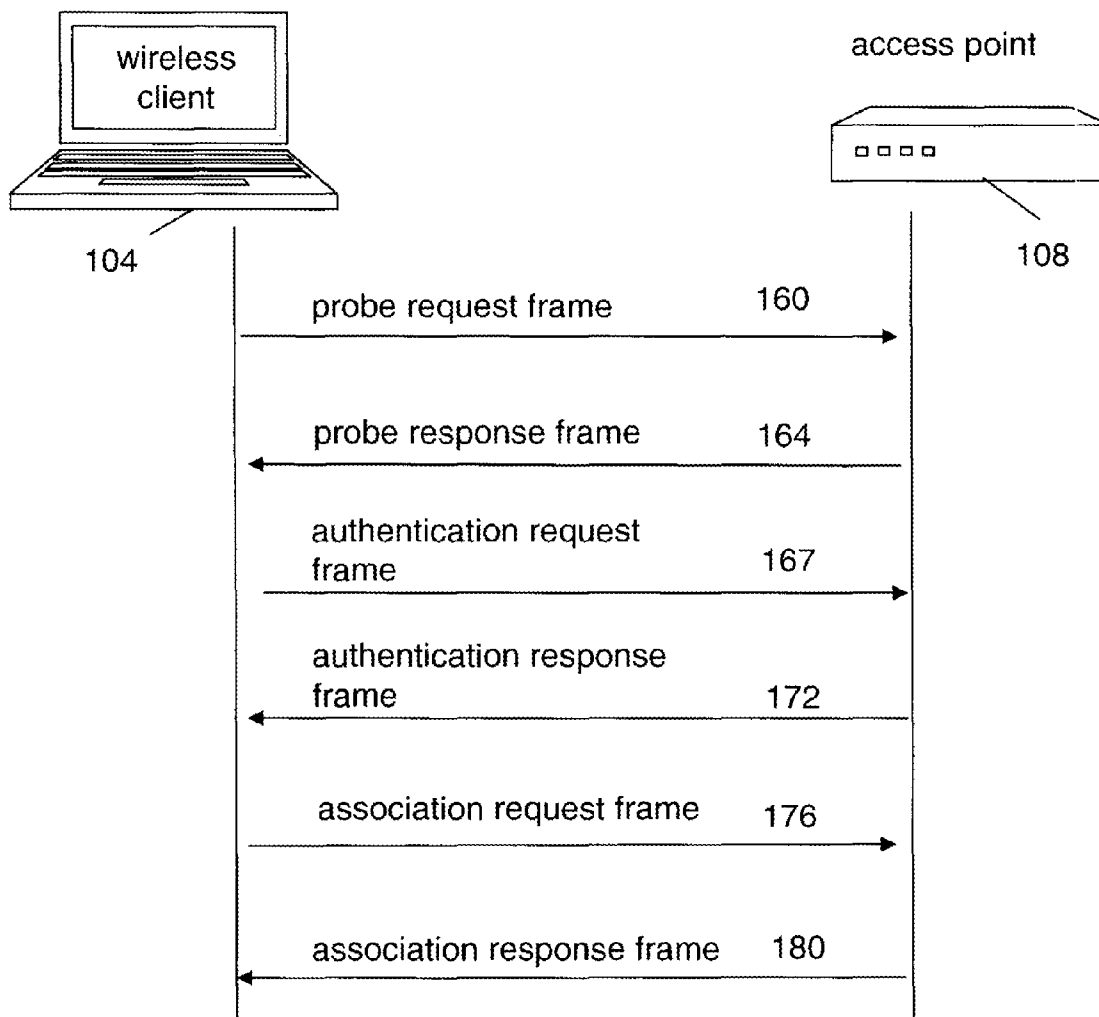 wireless
client
access point
104
108
probe request frame 160
probe response frame 164
authentication request
frame 167
authentication response
frame 172
association request frame 176
association response frame 180